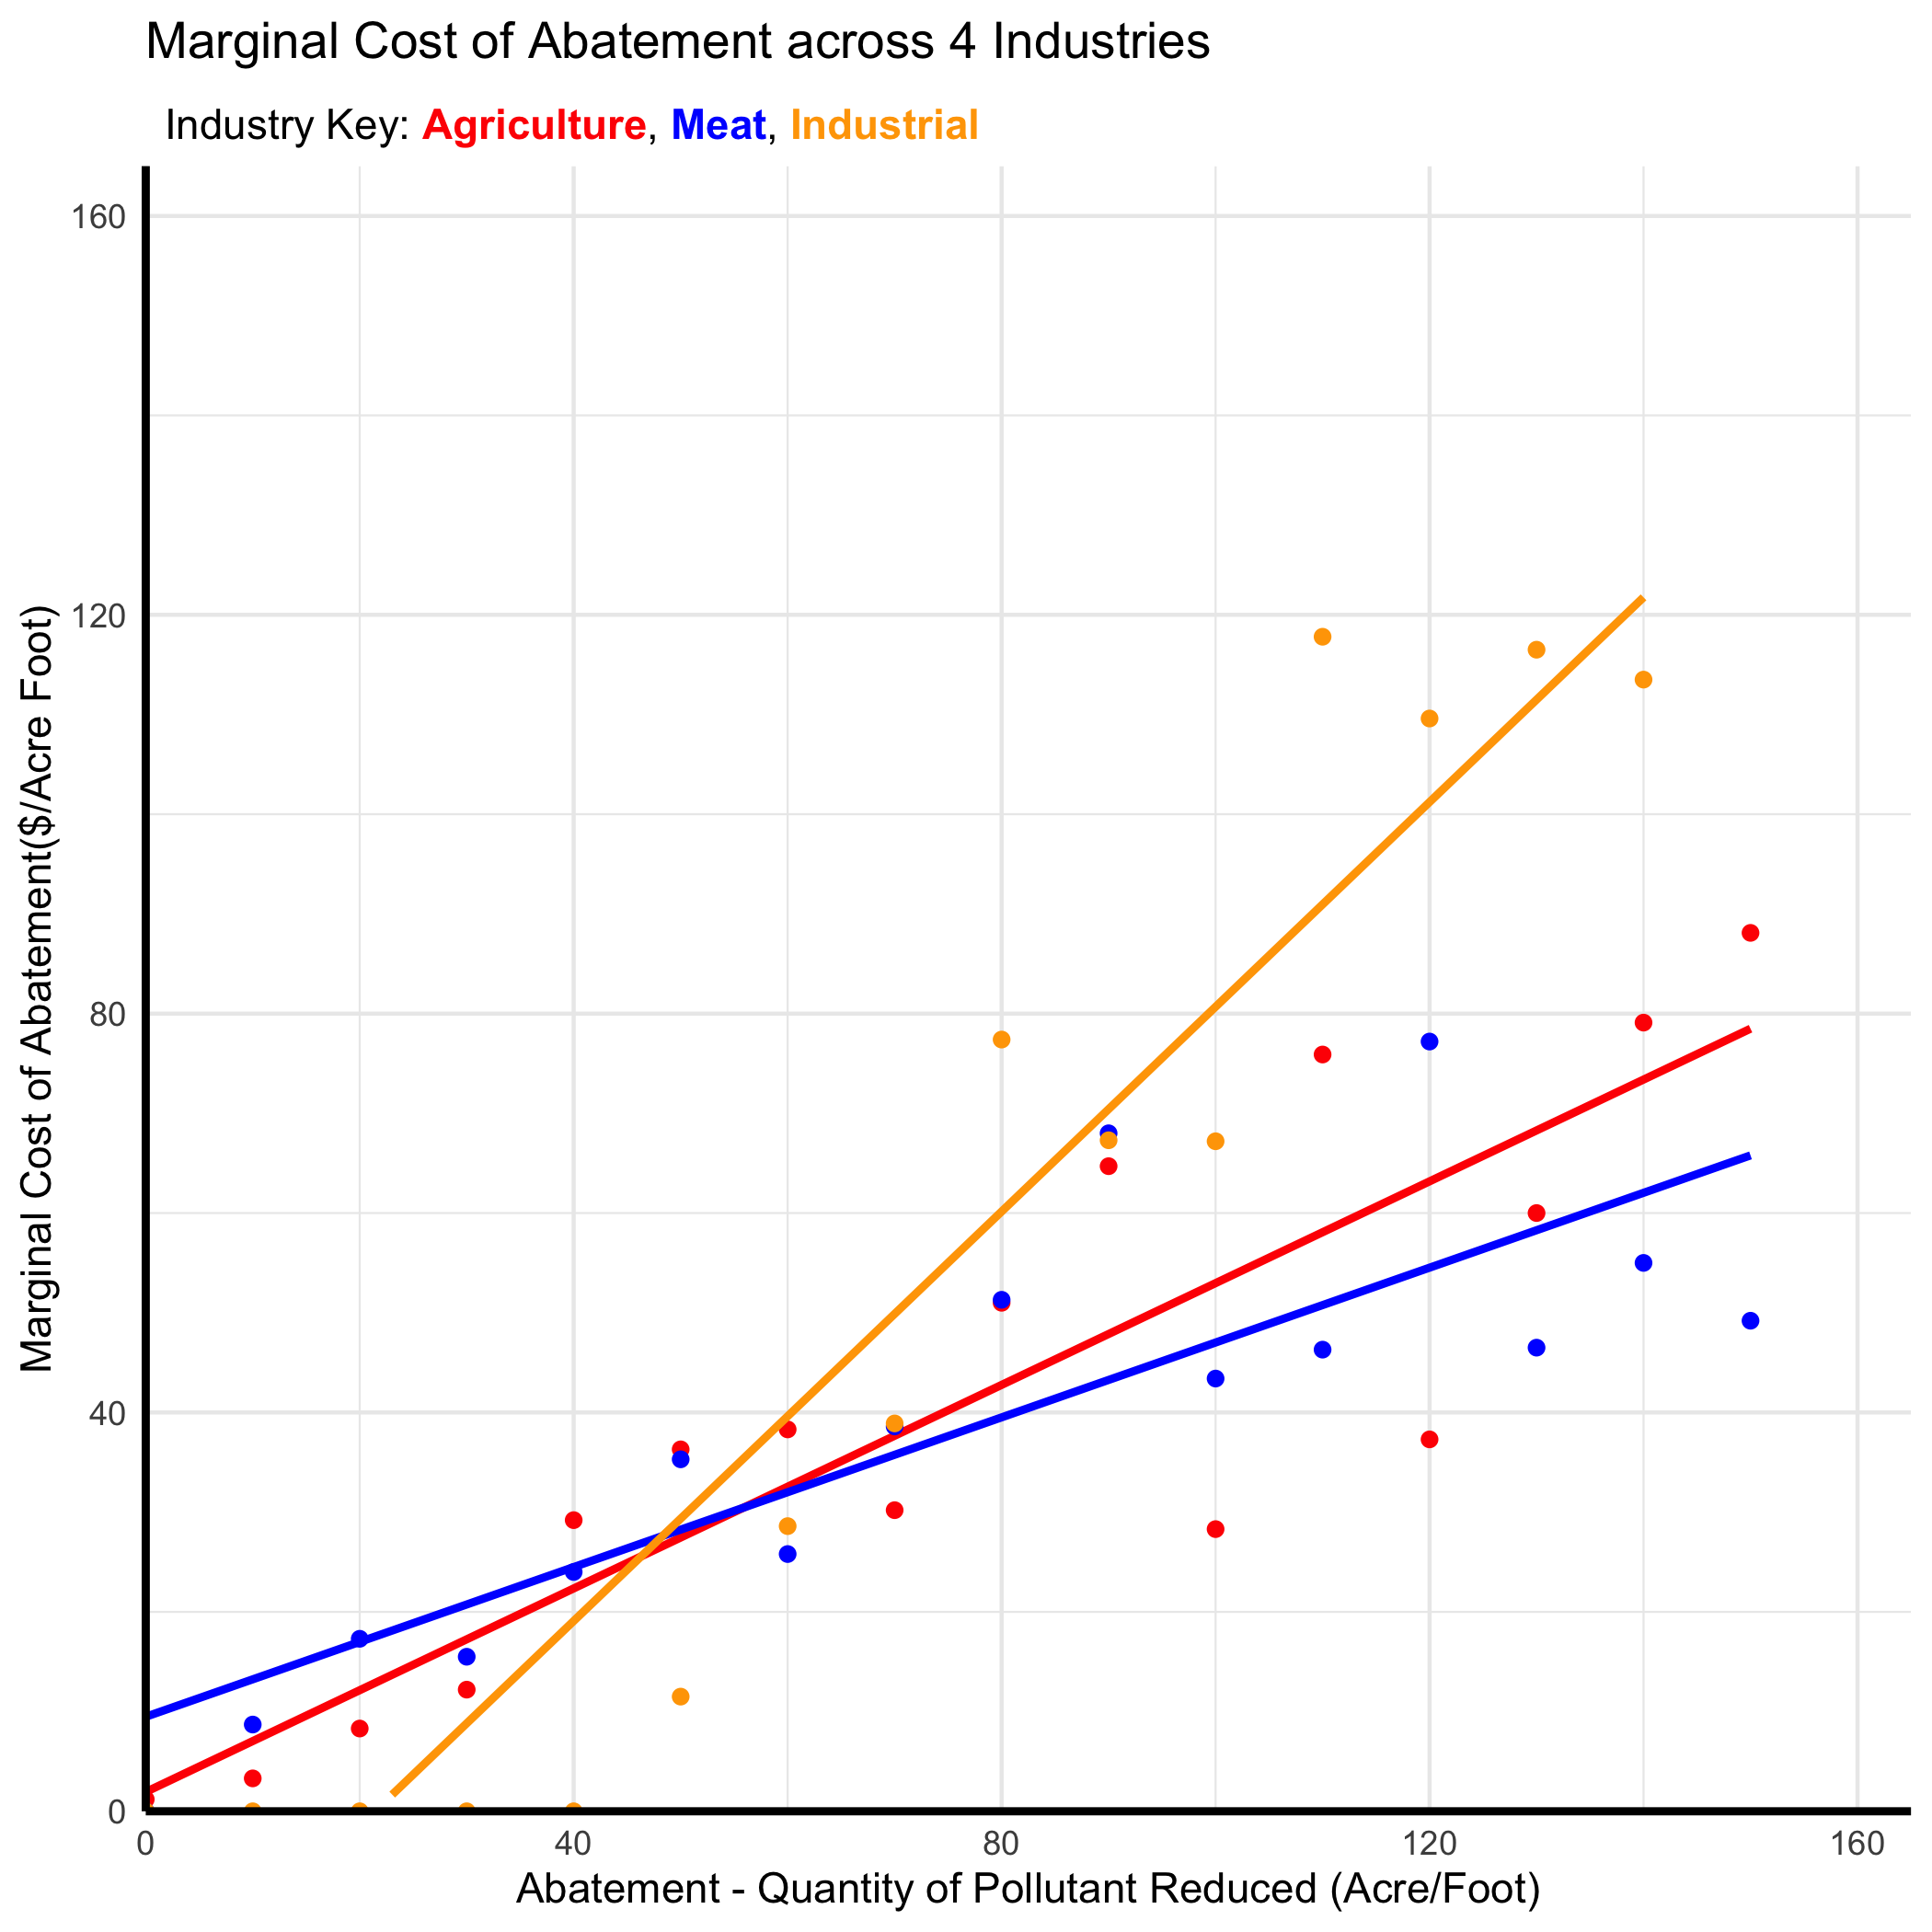 Marginal Cost of Abatement across 4 Industries
Industry Key: Agriculture, Meat, Industrial
Marginal Cost of Abatement($/Acre Foot)
160
120
80
40
0
0 40 80 120 160
Abatement - Quantity of Pollutant Reduced (Acre/Foot)